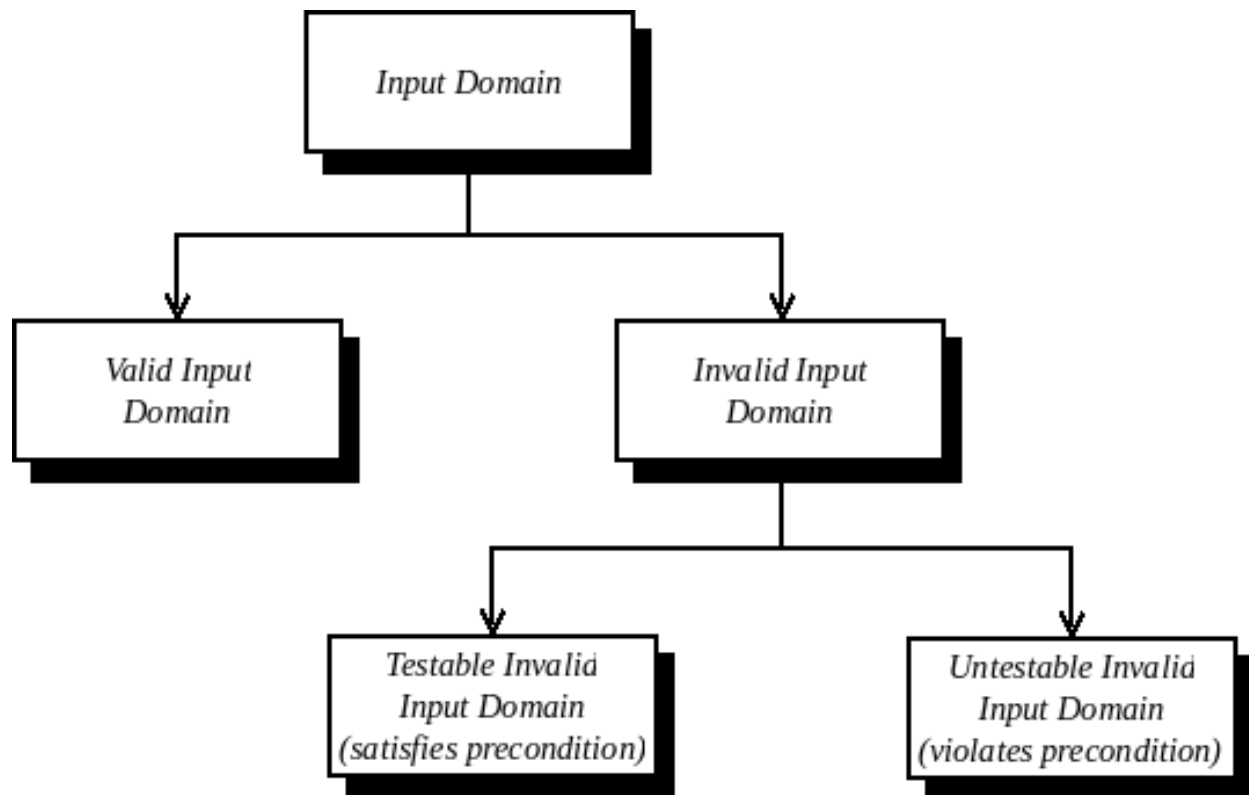 Input Domain
Valid Input
Domain
Invalid Input
Domain
Testable Invalid
Input Domain
(satisfies precondition)
Untestable Invalid
Input Domain
(violates precondition)